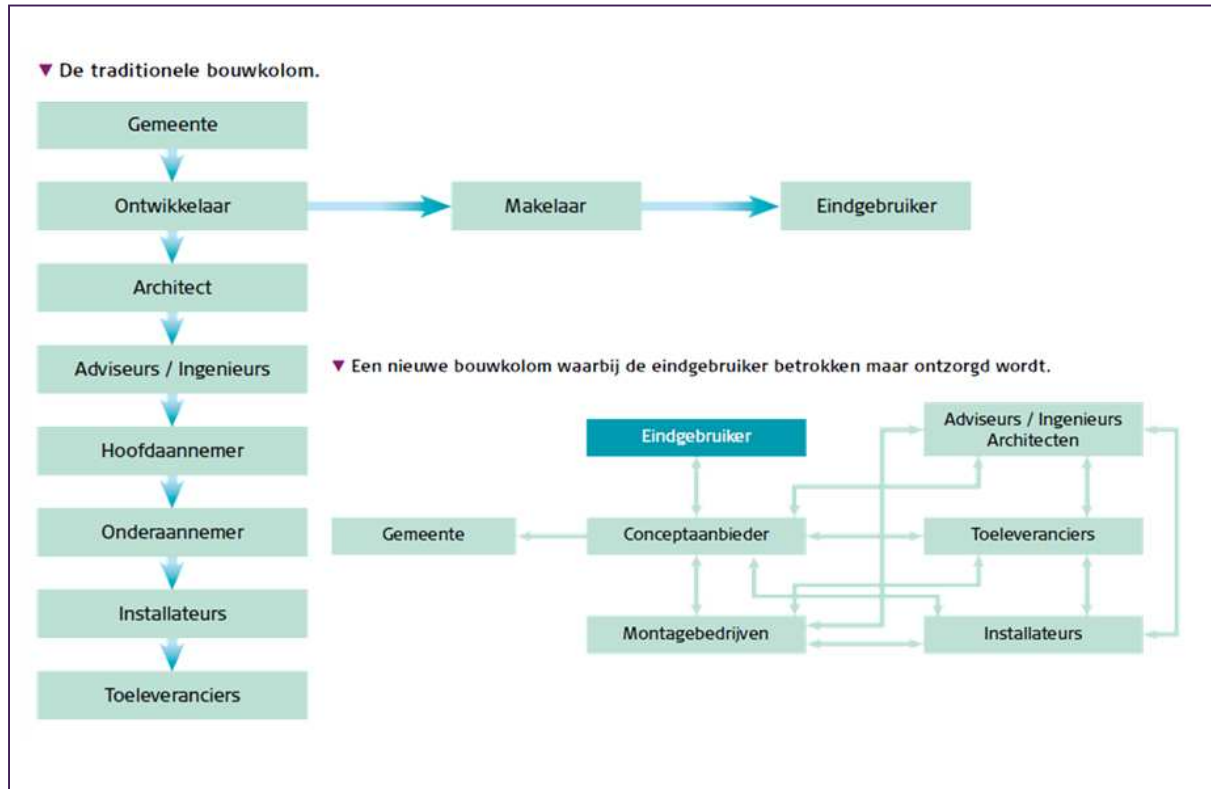 ▼ De traditionele bouwkolom.
Gemeente
Ontwikkelaar
Makelaar
Eindgebruiker
Architect
Adviseurs / Ingenieurs
Hoofdaannemer
Onderaannemer
Installateurs
Toeleveranciers
▼ Een nieuwe bouwkolom waarbij de eindgebruiker betrokken maar ontzorgd wordt.
Eindgebruiker
Adviseurs / Ingenieurs
Architecten
Gemeente
Conceptaanbieder
Toeleveranciers
Montagebedrijven
Installateurs